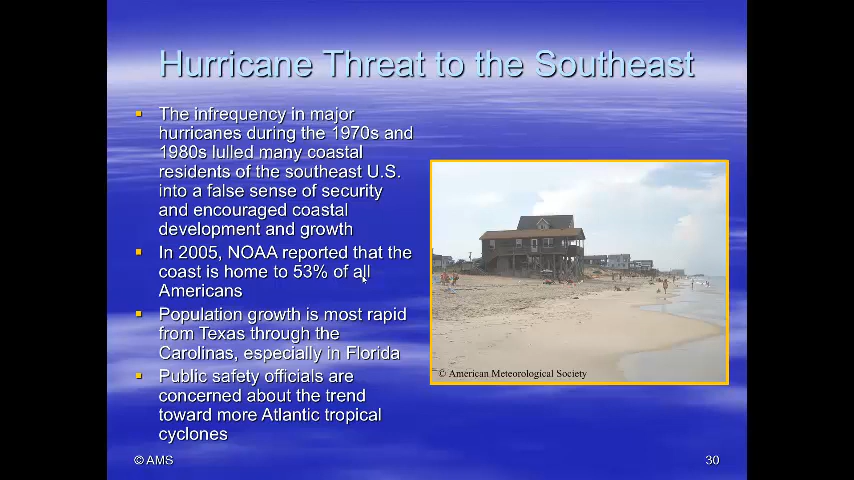 Hurricane Threat to the Southeast
▪ The infrequency in major
hurricanes during the 1970s and
1980s lulled many coastal
residents of the southeast U.S.
into a false sense of security
and encouraged coastal
development and growth
▪ In 2005, NOAA reported that the
coast is home to 53% of all
Americans
▪ Population growth is most rapid
from Texas through the
Carolinas, especially in Florida
▪ Public safety officials are
concerned about the trend
toward more Atlantic tropical
cyclones
© American Meteorological Society
© AMS
30